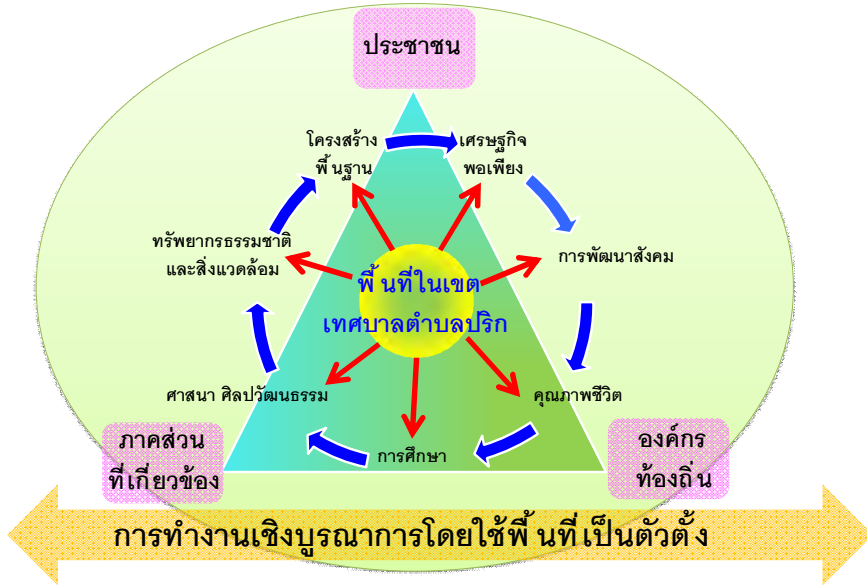 ประชาชน
โครงสร้าง
พื้นฐาน
เศรษฐกิจ
พอเพียง
ทรัพยากรธรรมชาติ
และสิ่งแวดล้อม
การพัฒนาสังคม
พื้นที่ในเขต
เทศบาลตำบลปริก
ศาสนา ศิลปวัฒนธรรม
คุณภาพชีวิต
การศึกษา
ภาคส่วน
ที่เกี่ยวข้อง
องค์กร
ท้องถิ่น
การทำงานเชิงบูรณาการโดยใช้พื้นที่เป็นตัวตั้ง